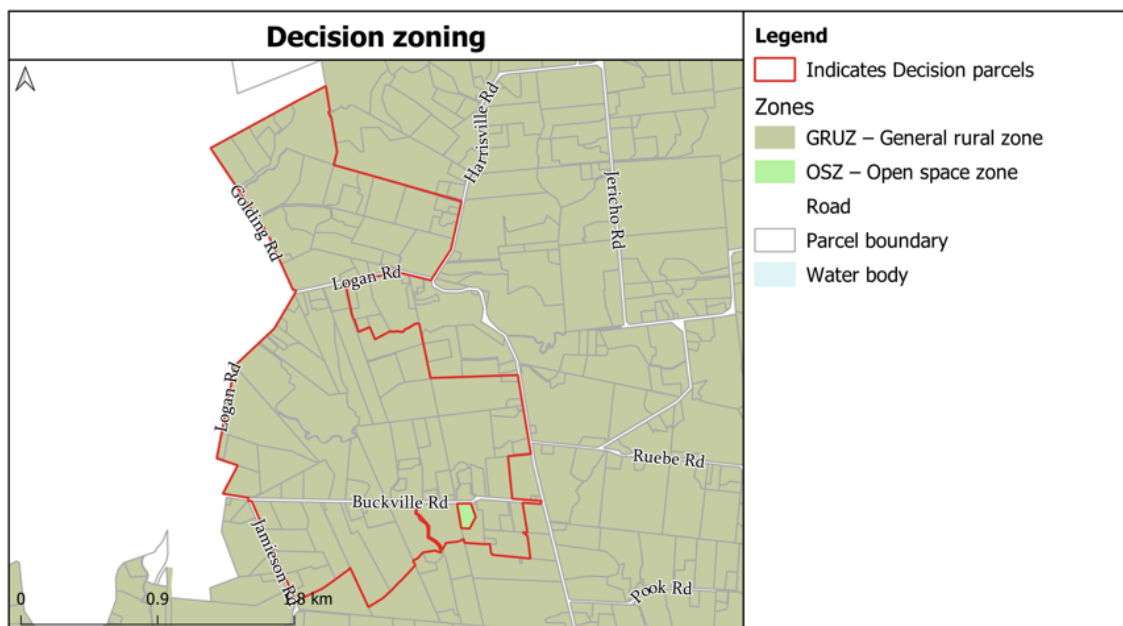 Decision zoning
Harrisville Rd
Jericho Rd
Golding Rd
Logan Rd
Logan Rd
Ruebe Rd
Buckville Rd
Jamieson Rd
Pook Rd
0
0.9
1.8 km
Legend
Indicates Decision parcels
Zones
GRUZ – General rural zone
OSZ – Open space zone
Road
Parcel boundary
Water body